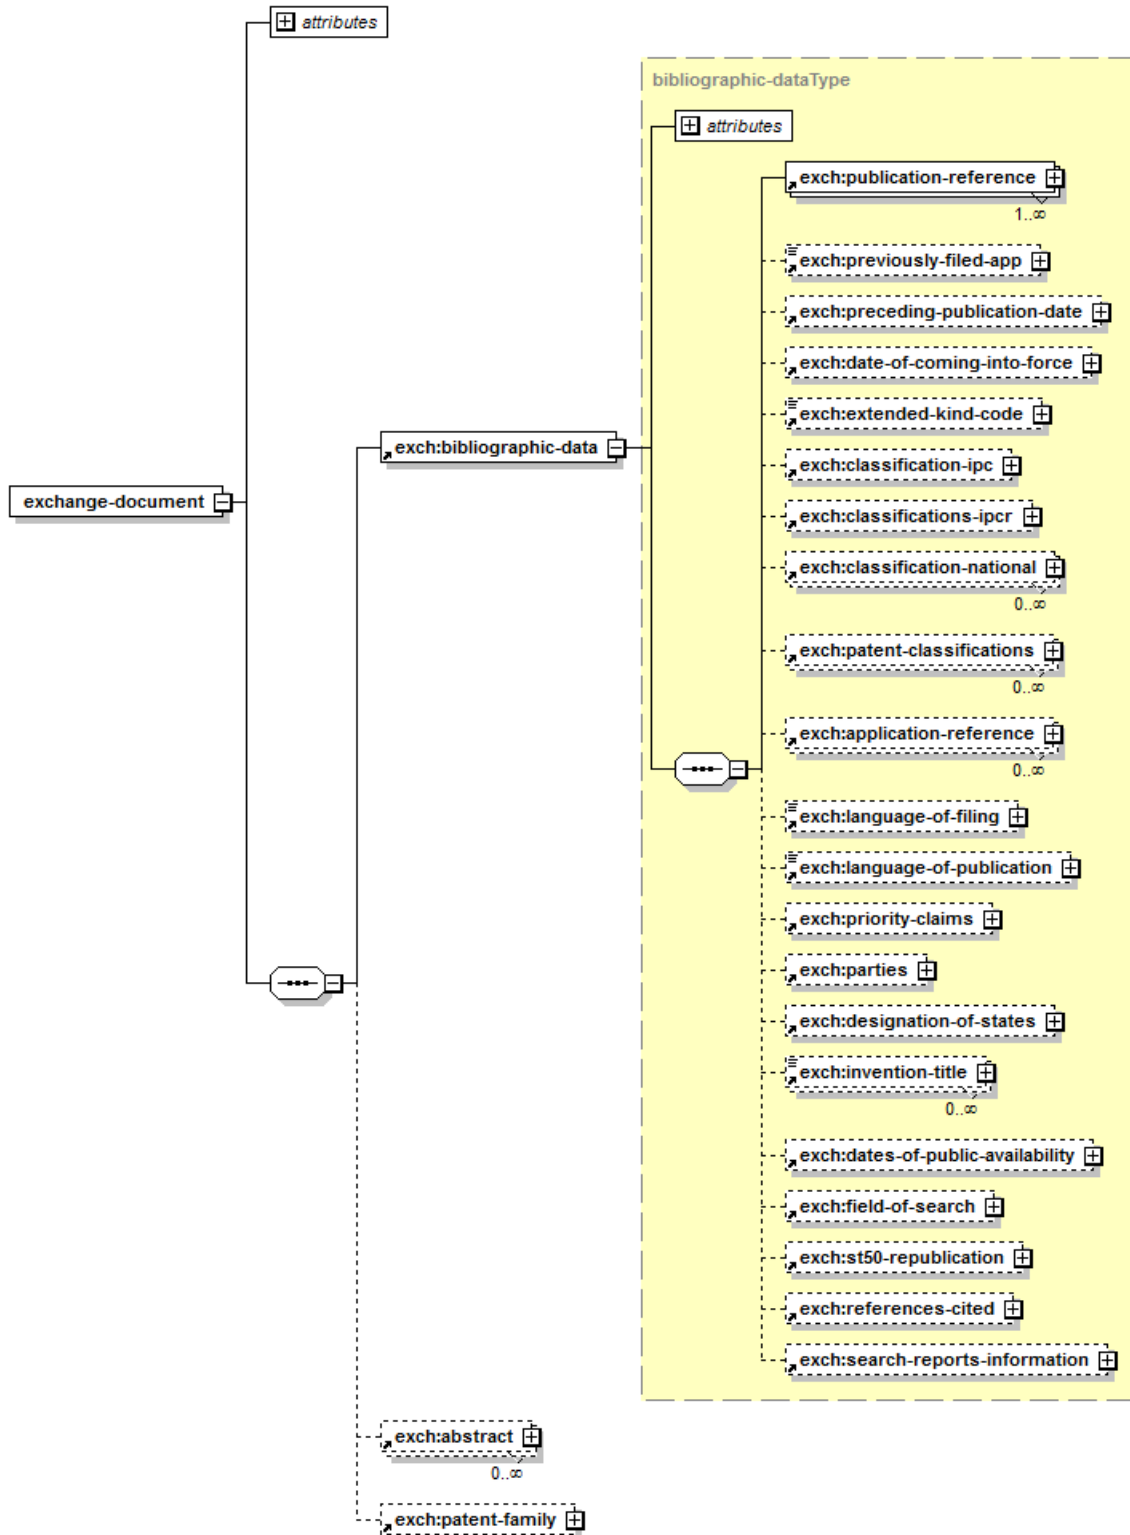 attributes
bibliographic-dataType
attributes
exch:publication-reference
1..∞
exch:previously-filed-app
exch:preceding-publication-date
exch:date-of-coming-into-force
exch:extended-kind-code
exch:bibliographic-data
exch:classification-ipc
exchange-document
exch:classifications-ipcr
exch:classification-national
0..∞
exch:patent-classifications
0..∞
exch:application-reference
0..∞
exch:language-of-filing
exch:language-of-publication
exch:priority-claims
exch:parties
exch:designation-of-states
exch:invention-title
0..∞
exch:dates-of-public-availability
exch:field-of-search
exch:st50-republication
exch:references-cited
exch:search-reports-information
exch:abstract
0..∞
exch:patent-family